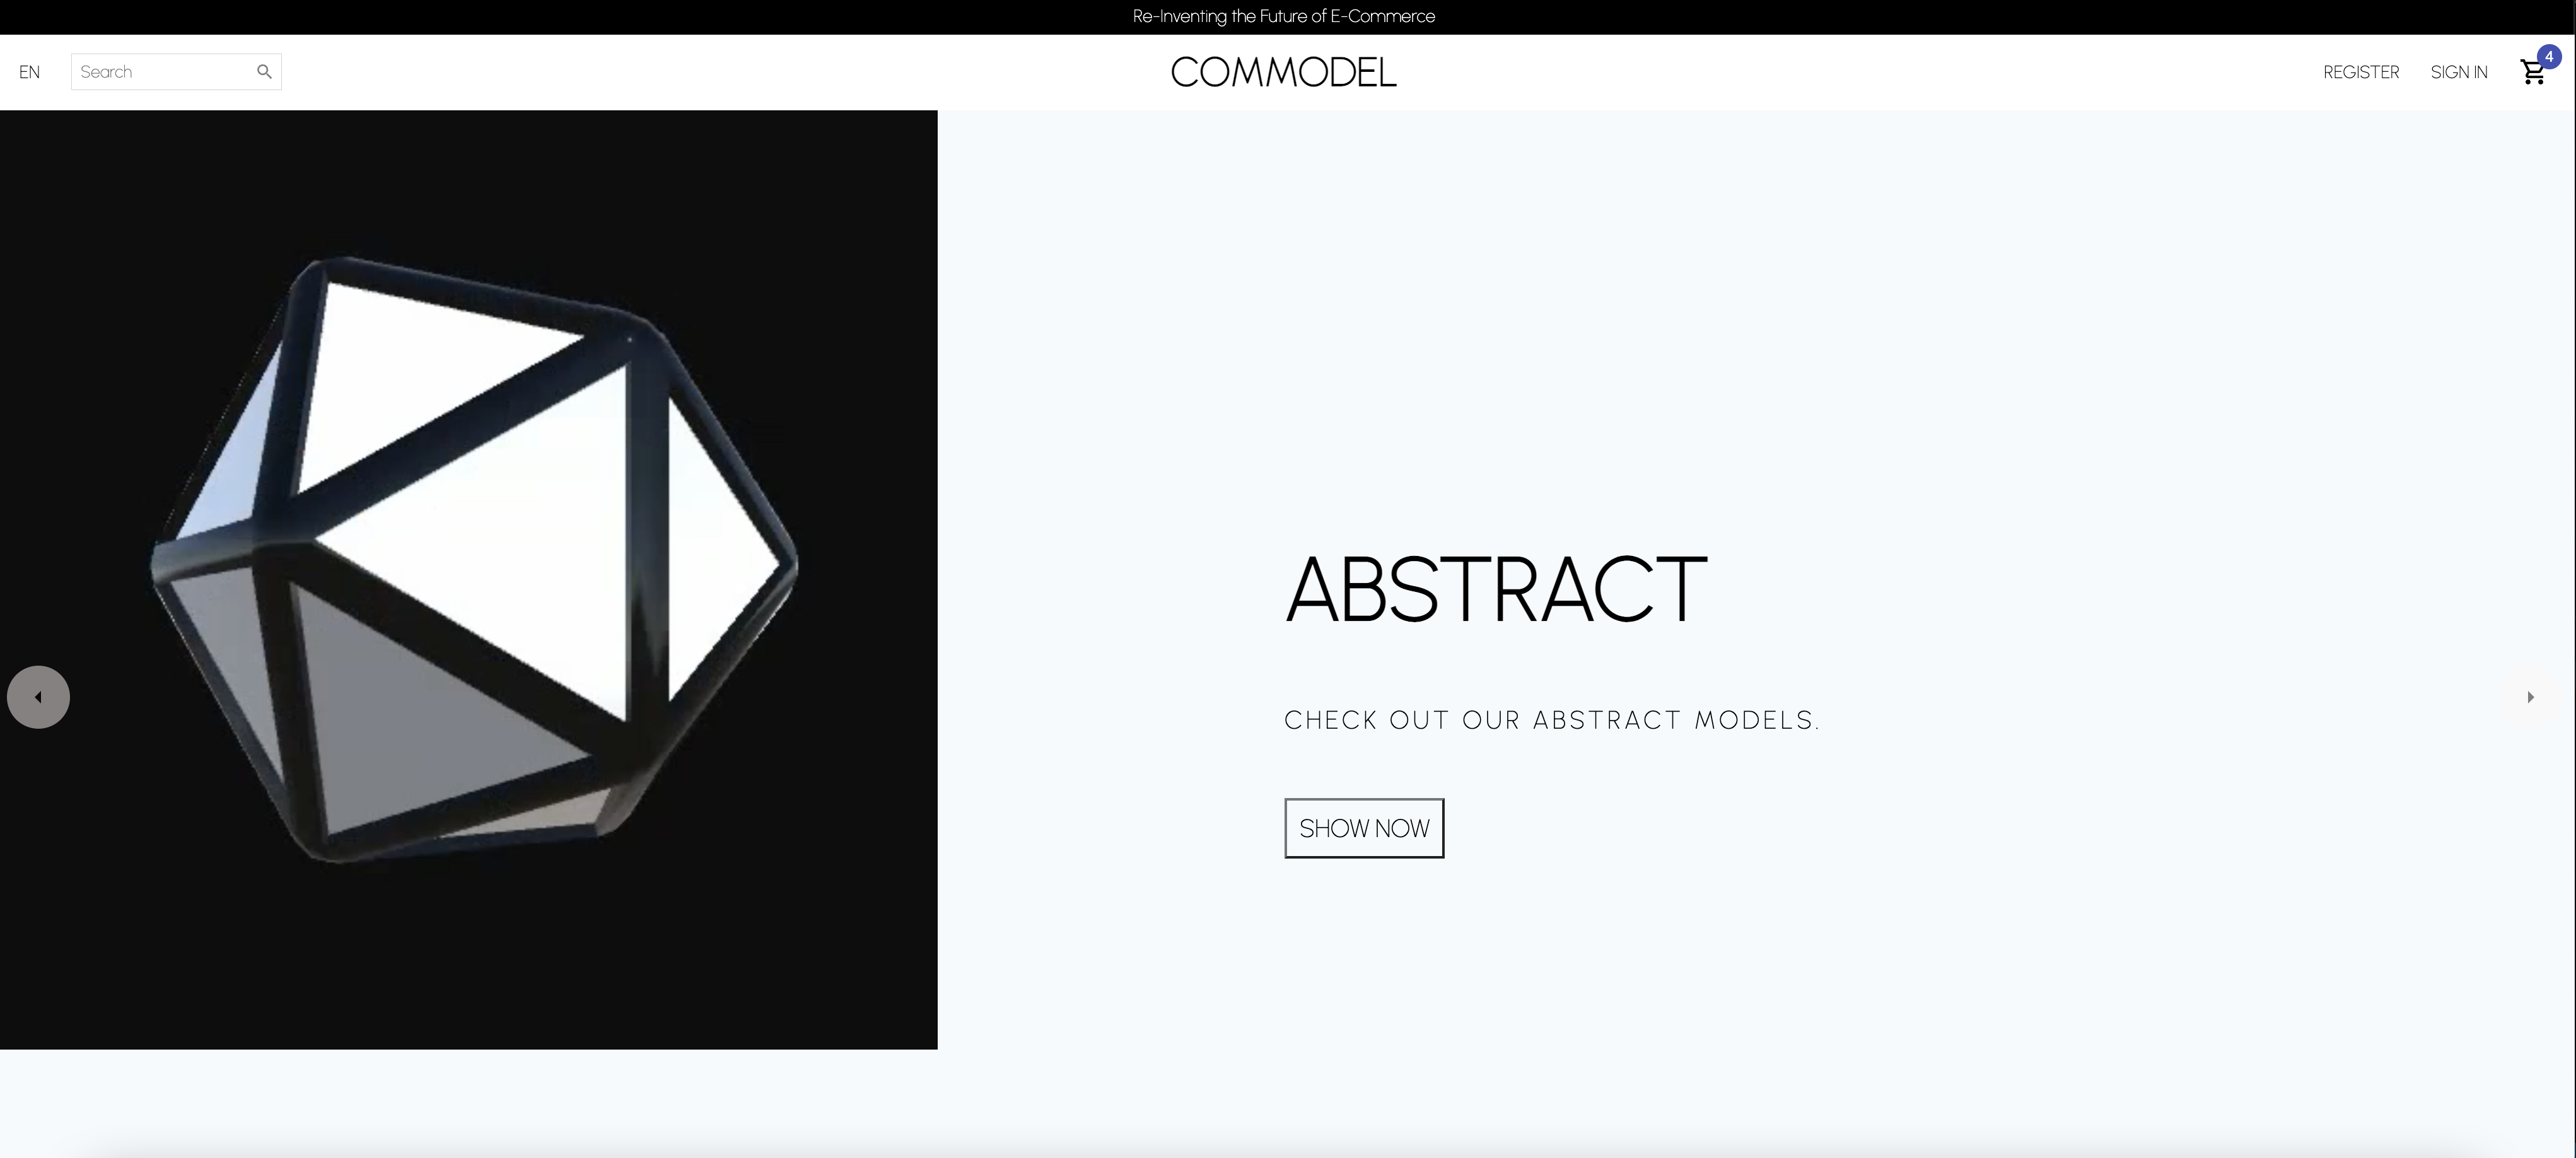 Re-Inventing the Future of E-Commerce
EN
Search
COMMODEL
REGISTER
SIGN IN
4
ABSTRACT
CHECK OUT OUR ABSTRACT MODELS.
SHOW NOW